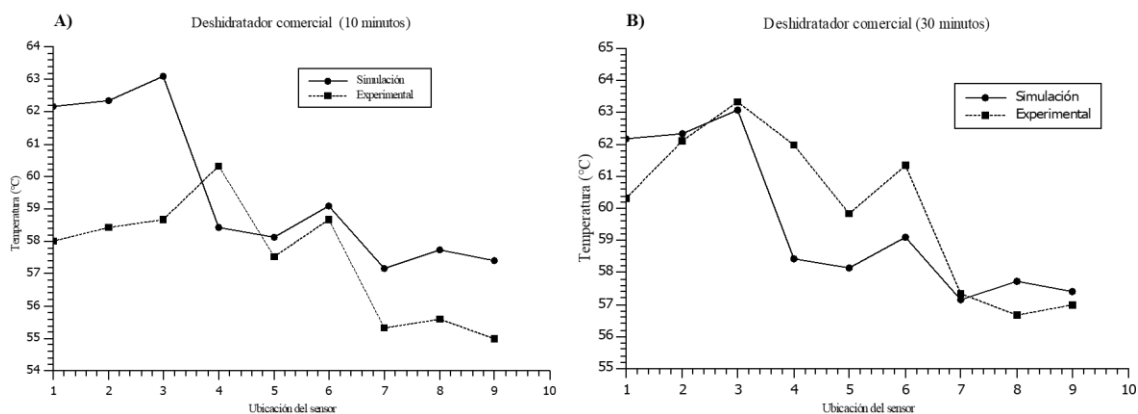 A)
Deshidratador comercial (10 minutos)
64
63
62
61
60
59
58
57
56
55
54
Temperatura (°C)
Simulación
Experimental
1 2 3 4 5 6 7 8 9 10
Ubicación del sensor
B)
Deshidratador comercial (30 minutos)
65
64
63
62
61
60
59
58
57
56
55
Temperatura (°C)
Simulación
Experimental
1 2 3 4 5 6 7 8 9 10
Ubicación del sensor